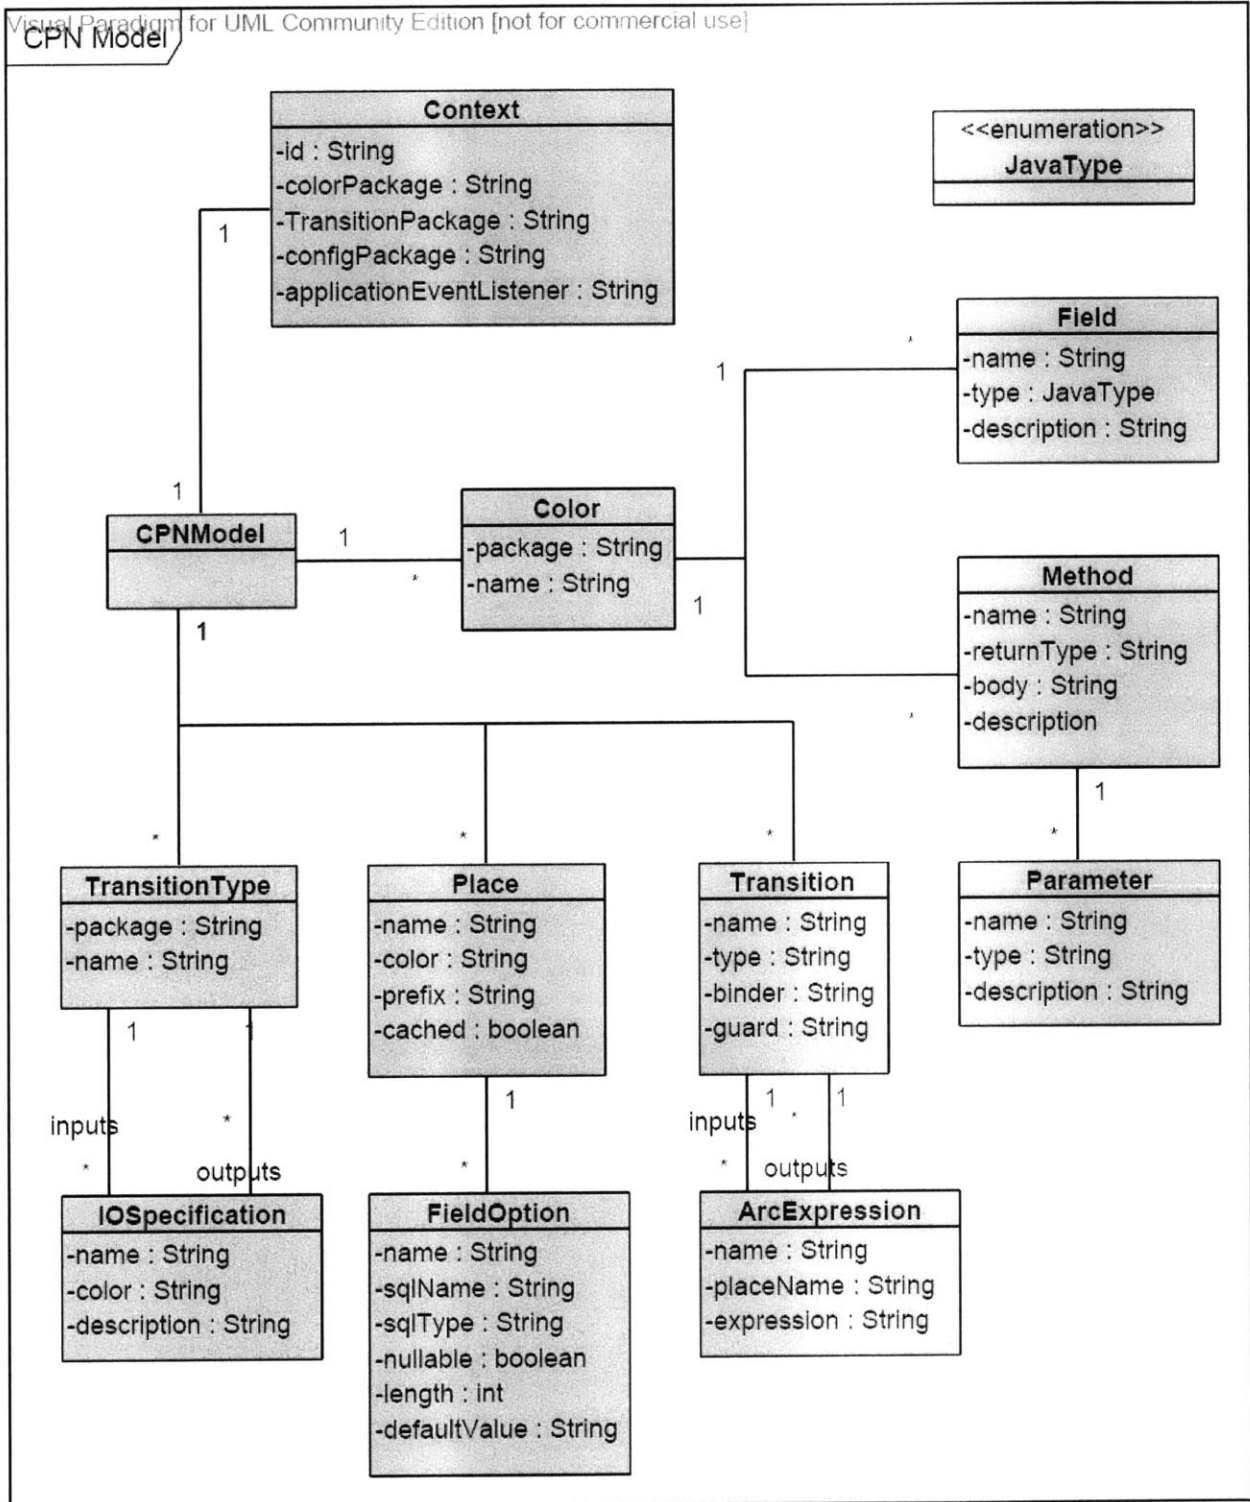 Visual Paradigm for UML Community Edition [not for commercial use]
CPN Model
Context
-id : String
-colorPackage : String
-TransitionPackage : String
-configPackage : String
-applicationEventListener : String
<<enumeration>>
JavaType
1
Field
-name : String
-type : JavaType
-description : String
*
1
1
CPNModel
1
*
Color
-package : String
-name : String
1
Method
-name : String
-returnType : String
-body : String
-description
*
1
1
*
*
*
*
TransitionType
-package : String
-name : String
Place
-name : String
-color : String
-prefix : String
-cached : boolean
Transition
-name : String
-type : String
-binder : String
-guard : String
Parameter
-name : String
-type : String
-description : String
1
1
inputs
*
*
outputs
1
*
1
1
inputs
*
*
outputs
IOSpecification
-name : String
-color : String
-description : String
FieldOption
-name : String
-sqlName : String
-sqlType : String
-nullable : boolean
-length : int
-defaultValue : String
ArcExpression
-name : String
-placeName : String
-expression : String